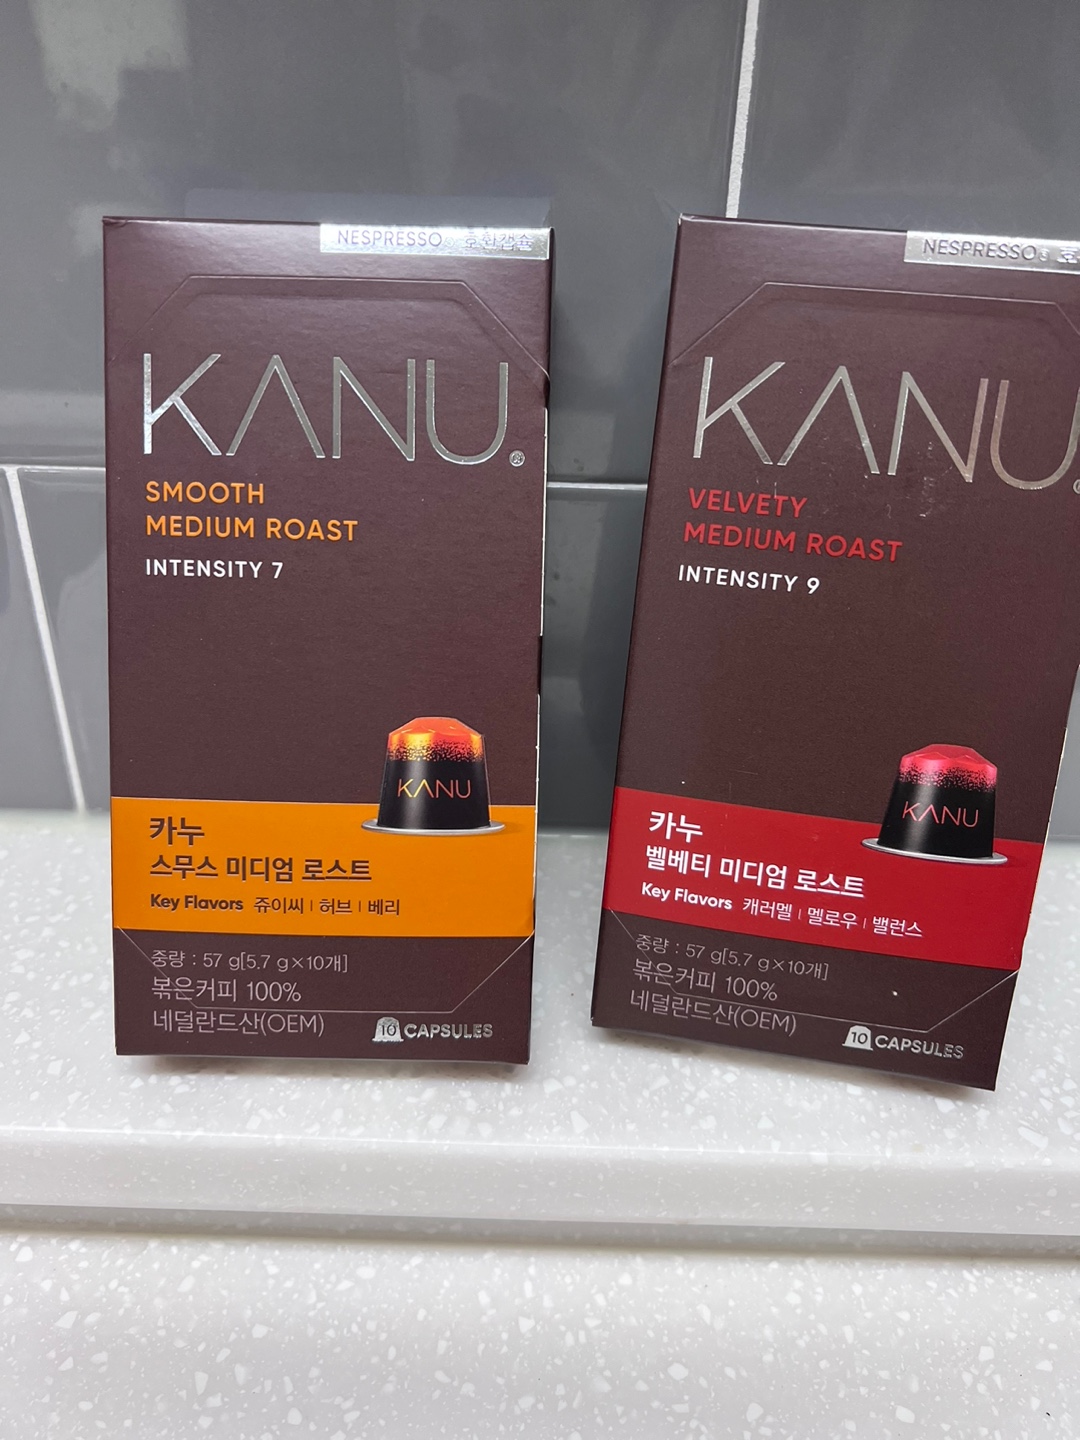 NESPRESSO 호환캡슐
KANU®
SMOOTH
MEDIUM ROAST
INTENSITY 7
KANU
카누
스무스 미디엄 로스트
Key Flavors 쥬이씨 | 허브 | 베리
중량 : 57 g[5.7 g×10개]
볶은커피 100%
네덜란드산(OEM)
10 CAPSULES
NESPRESSO® 호
KANU
VELVETY
MEDIUM ROAST
INTENSITY 9
KANU
카누
벨베티 미디엄 로스트
Key Flavors 캐러멜 | 멜로우 | 밸런스
중량 : 57 g[5.7 g×10개]
볶은커피 100%
네덜란드산(OEM)
10 CAPSULES